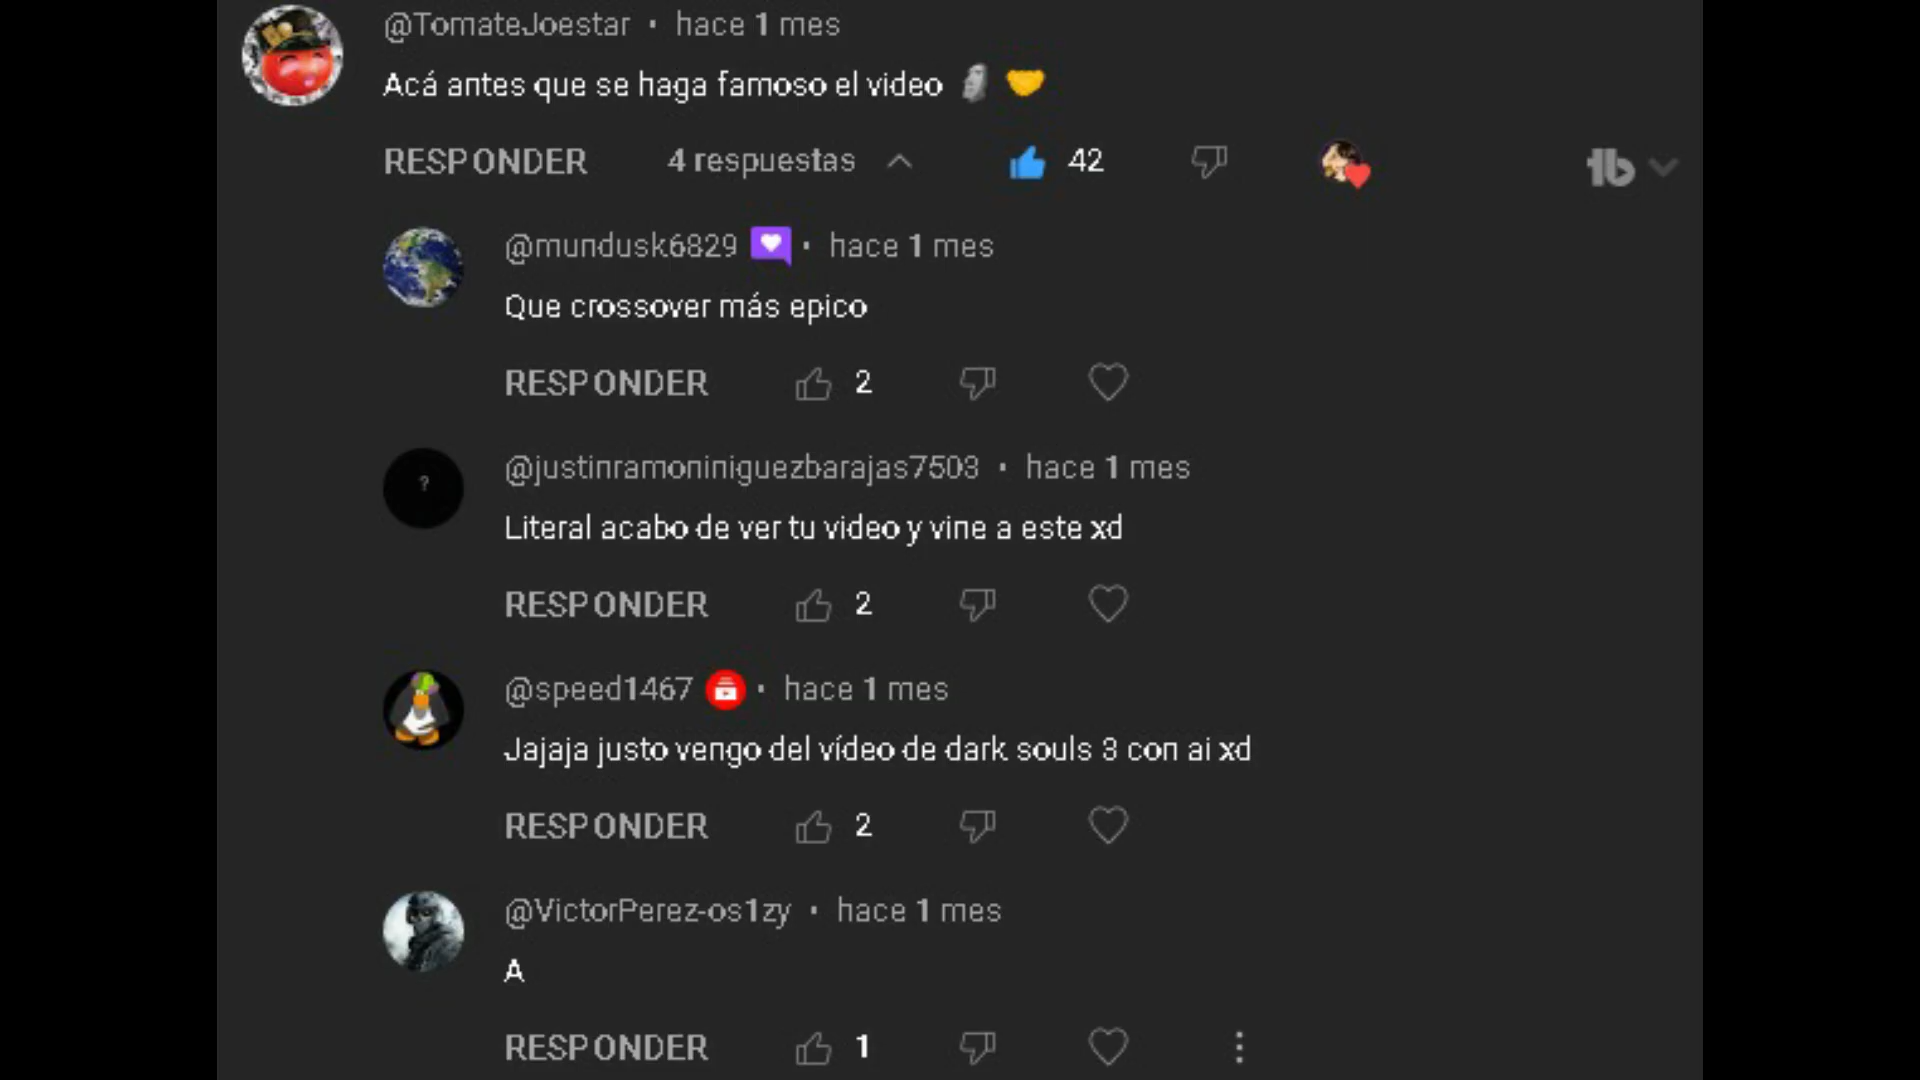 @TomateJoestar · hace 1 mes
Acá antes que se haga famoso el video 🗿 🤝
RESPONDER 4 respuestas 42
@mundusk6829 · hace 1 mes
Que crossover más epico
RESPONDER 2
?
@justinramoniniguezbarajas7503 · hace 1 mes
Literal acabo de ver tu video y vine a este xd
RESPONDER 2
@speed1467 · hace 1 mes
Jajaja justo vengo del vídeo de dark souls 3 con ai xd
RESPONDER 2
@VictorPerez-os1zy · hace 1 mes
A
RESPONDER 1